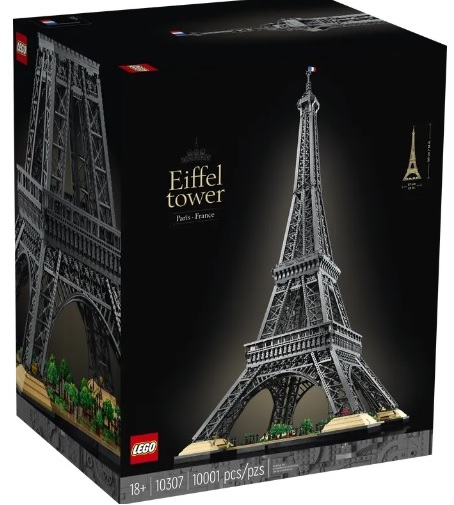 Eiffel
tower
Paris · France
LEGO
18+ | 10307 | 10001 pcs/pzs